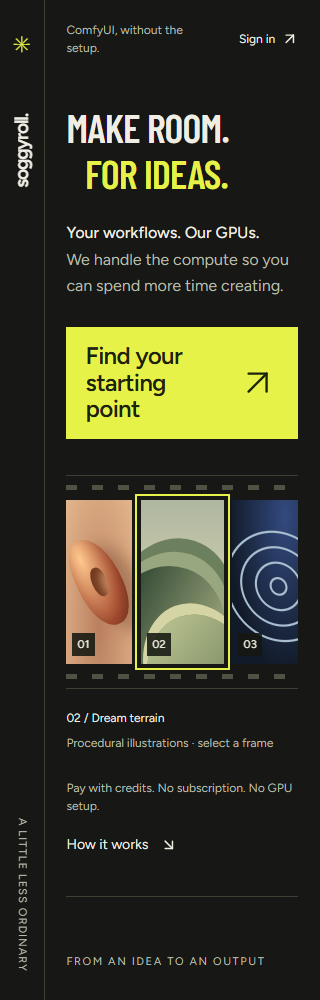 ComfyUI, without the
setup.
Sign in
soggyroll.
MAKE ROOM.
FOR IDEAS.
Your workflows. Our GPUs.
We handle the compute so you
can spend more time creating.
Find your
starting
point
01
02
03
02 / Dream terrain
Procedural illustrations · select a frame
Pay with credits. No subscription. No GPU
setup.
How it works
A LITTLE LESS ORDINARY
FROM AN IDEA TO AN OUTPUT